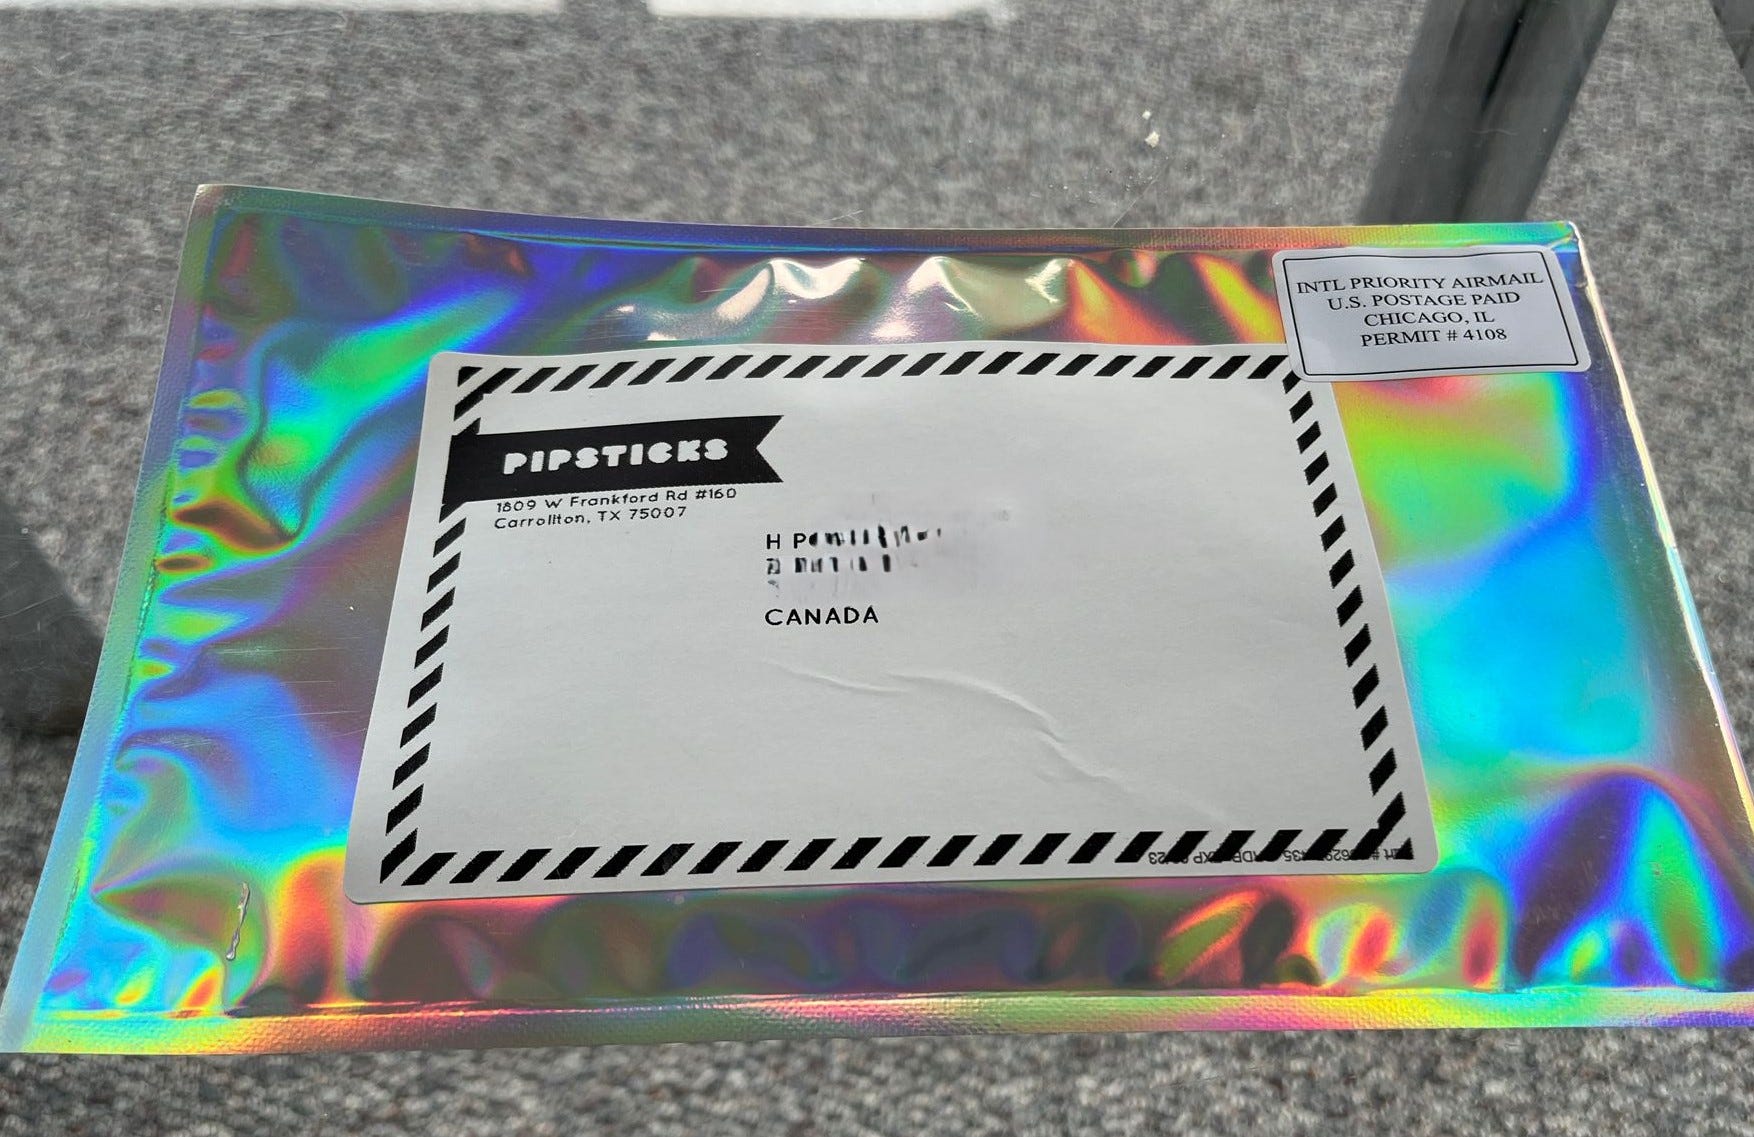 INTL PRIORITY AIRMAIL
U.S. POSTAGE PAID
CHICAGO, IL
PERMIT # 4108
PIPSTICKS
1809 W Frankford Rd #160
Carrollton, TX 75007
H
CANADA